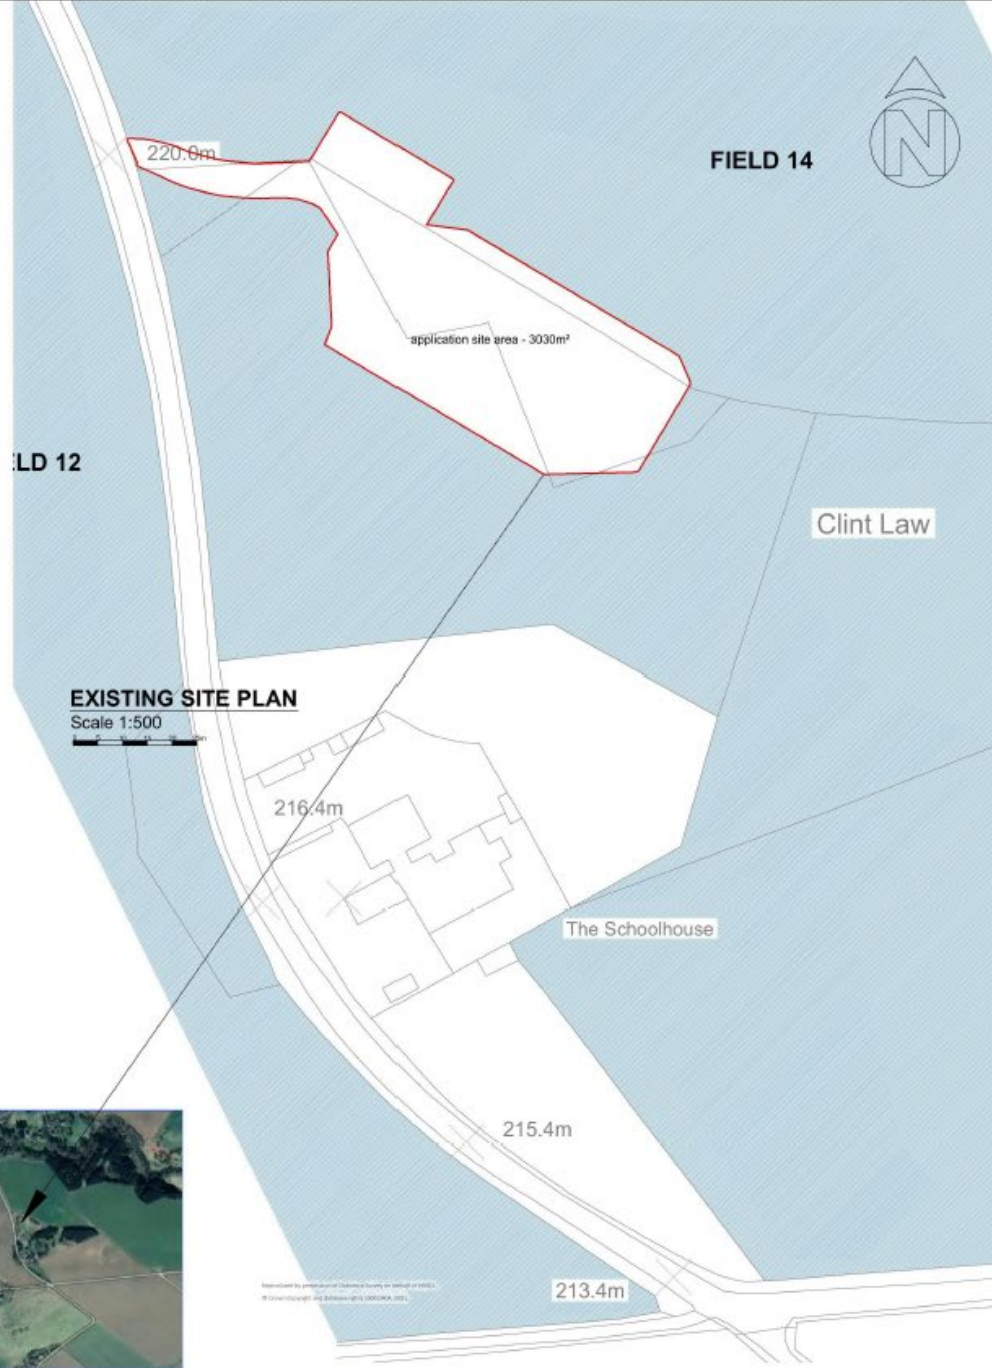 220.0m
FIELD 14
N
application site area - 3030m²
ELD 12
Clint Law
EXISTING SITE PLAN
Scale 1:500
216.4m
The Schoolhouse
215.4m
213.4m